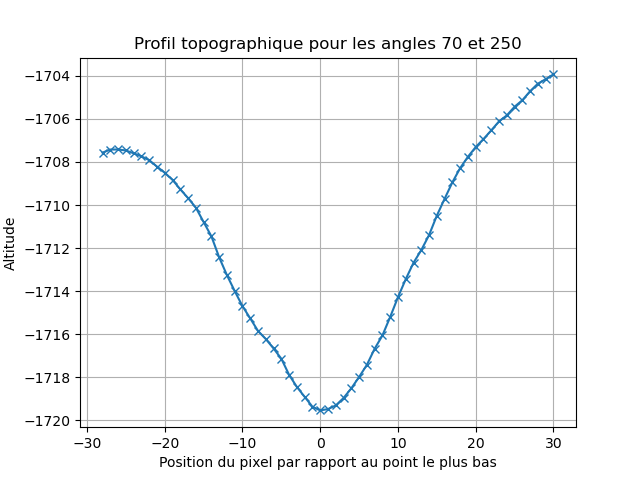 Profil topographique pour les angles 70 et 250
Altitude
−1704
−1706
−1708
−1710
−1712
−1714
−1716
−1718
−1720
−30 −20 −10 0 10 20 30
Position du pixel par rapport au point le plus bas